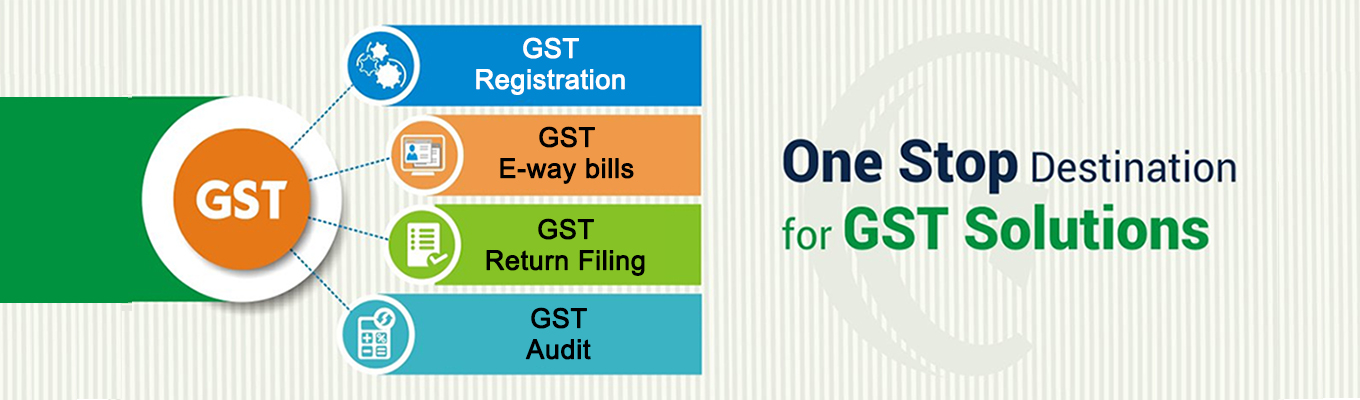 GST
GST
Registration
GST
E-way bills
GST
Return Filing
GST
Audit
One Stop Destination
for GST Solutions